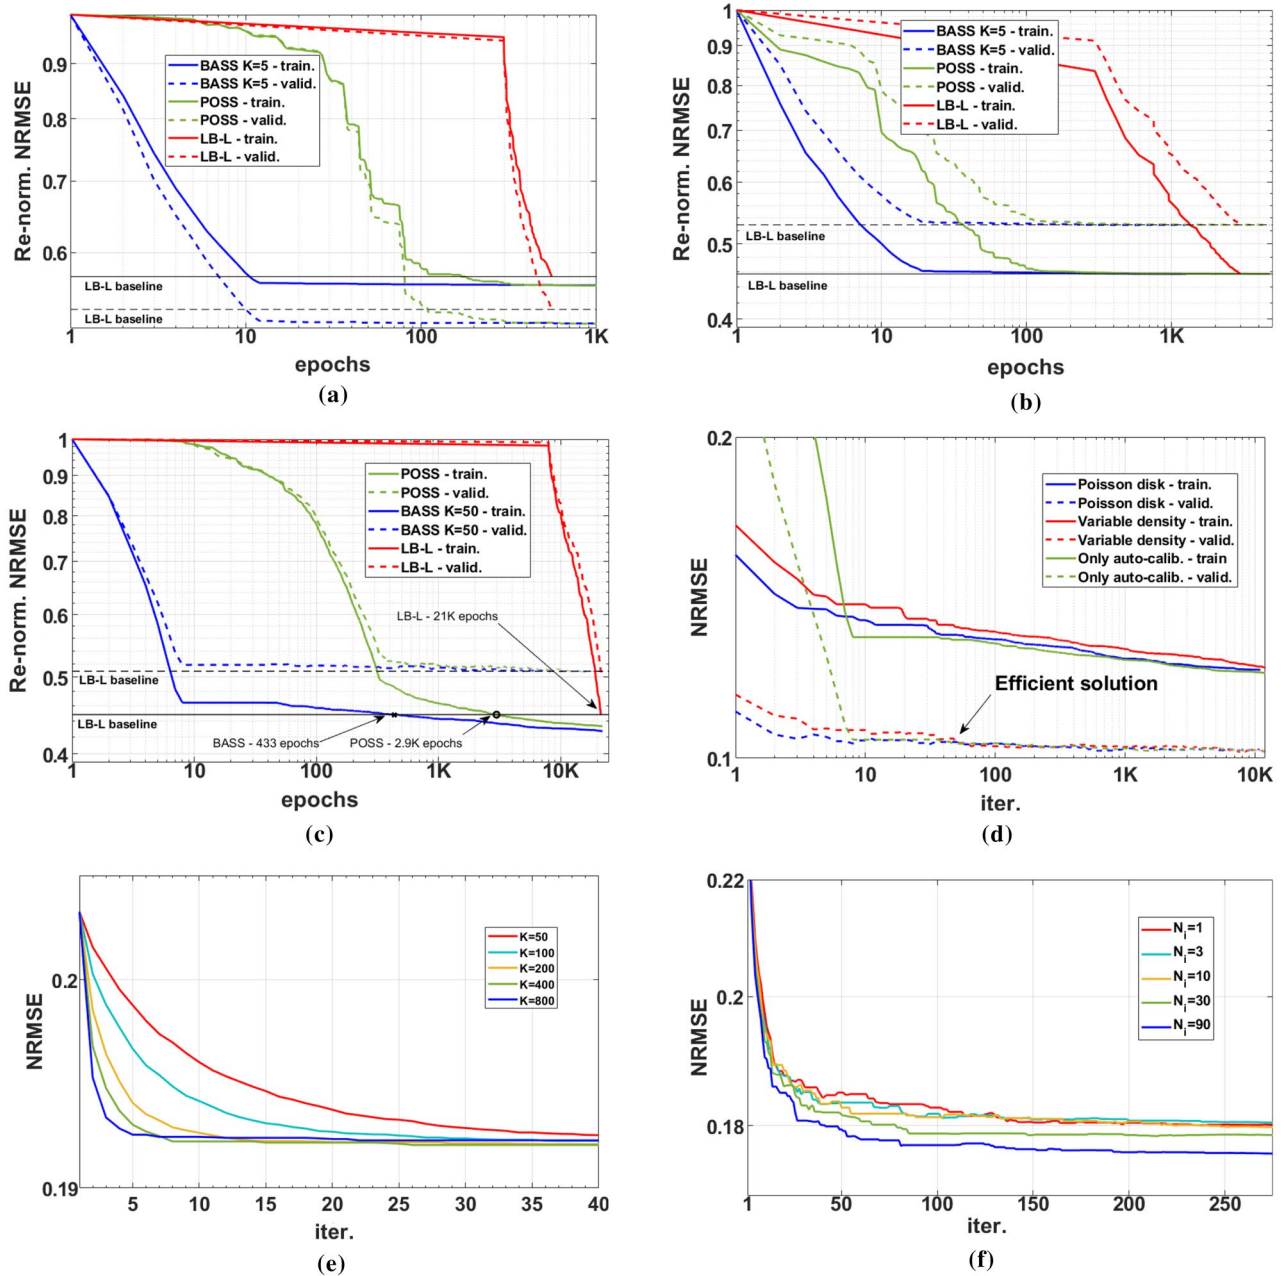 (a)
Re-norm. NRMSE
0.9
0.8
0.7
0.6
BASS K=5 - train.
BASS K=5 - valid.
POSS - train.
POSS - valid.
LB-L - train.
LB-L - valid.
LB-L baseline
LB-L baseline
1
10
100
1K
epochs
(a)
Re-norm. NRMSE
1
0.9
0.8
0.7
0.6
0.5
0.4
BASS K=5 - train.
BASS K=5 - valid.
POSS - train.
POSS - valid.
LB-L - train.
LB-L - valid.
LB-L baseline
LB-L baseline
1
10
100
1K
epochs
(b)
Re-norm. NRMSE
1
0.9
0.8
0.7
0.6
0.5
0.4
POSS - train.
POSS - valid.
BASS K=50 - train.
BASS K=50 - valid.
LB-L - train.
LB-L - valid.
LB-L - 21K epochs
LB-L baseline
LB-L baseline
BASS - 433 epochs
POSS - 2.9K epochs
1
10
100
1K
10K
epochs
(c)
NRMSE
0.2
0.1
Poisson disk - train.
Poisson disk - valid.
Variable density - train.
Variable density - valid.
Only auto-calib. - train
Only auto-calib. - valid.
Efficient solution
1
10
100
1K
10K
iter.
(d)
NRMSE
0.2
0.19
K=50
K=100
K=200
K=400
K=800
5
10
15
20
25
30
35
40
iter.
(e)
NRMSE
0.22
0.2
0.18
Ni=1
Ni=3
Ni=10
Ni=30
Ni=90
1
50
100
150
200
250
iter.
(f)